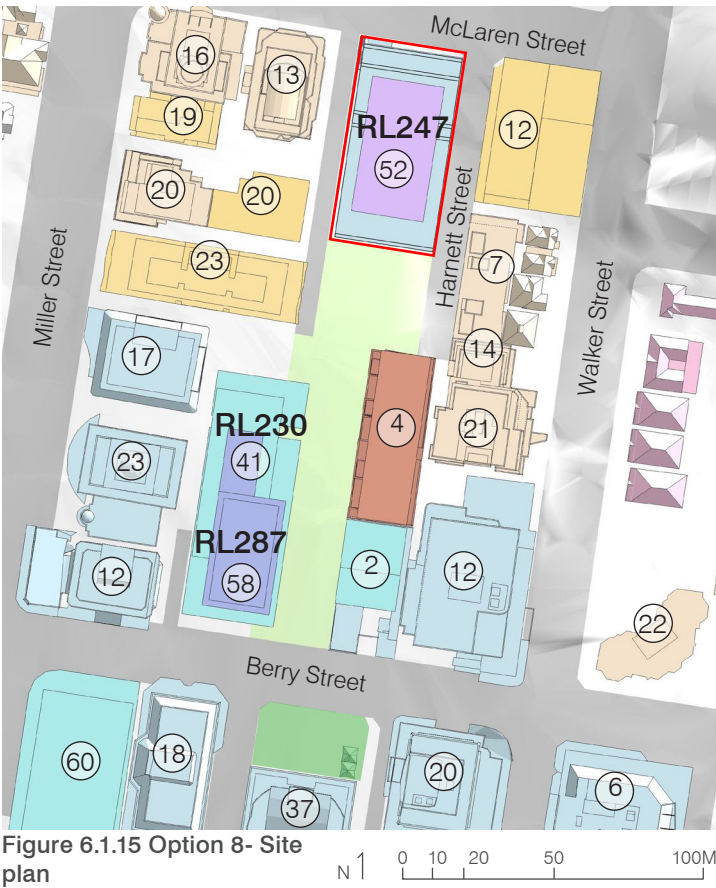 McLaren Street
16
13
RL247
19
12
52
20
20
Harnett Street
23
7
Miller Street
Walker Street
17
14
RL230
4
21
41
23
RL287
12
58
2
12
22
Berry Street
60
18
20
6
37
Figure 6.1.15 Option 8- Site
plan
N
0 10 20 50 100M